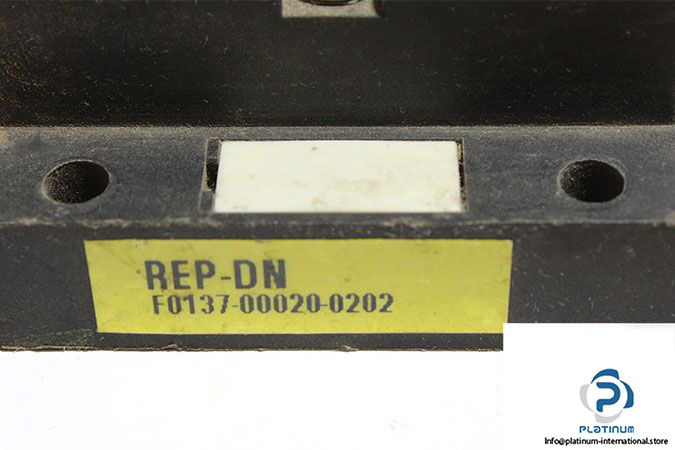 REP-DN
F0137-00020-0202
PLATINUM
Info@platinum-international.store